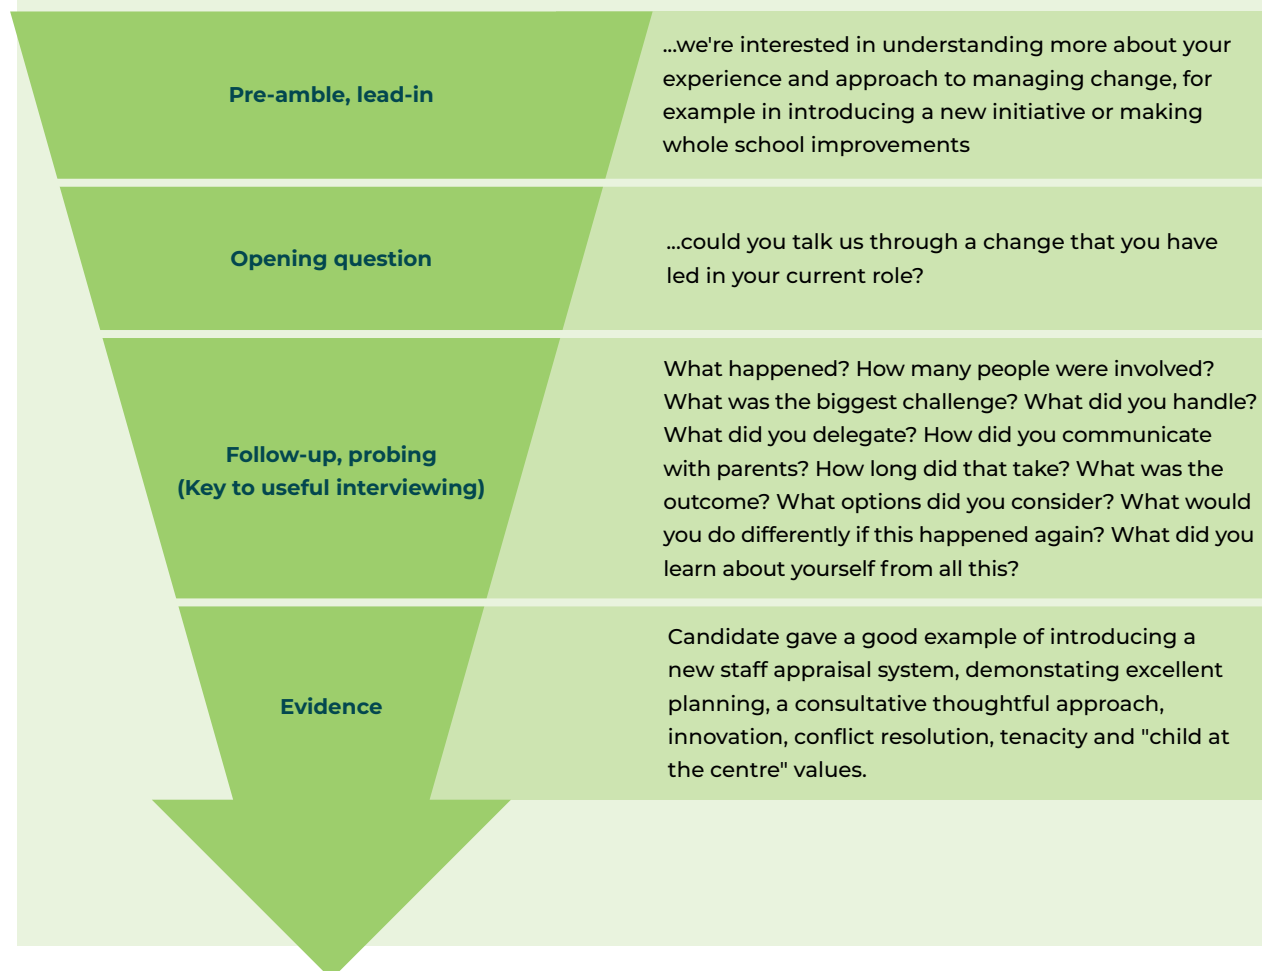 Pre-amble, lead-in
...we're interested in understanding more about your
experience and approach to managing change, for
example in introducing a new initiative or making
whole school improvements
Opening question
...could you talk us through a change that you have
led in your current role?
Follow-up, probing
(Key to useful interviewing)
What happened? How many people were involved?
What was the biggest challenge? What did you handle?
What did you delegate? How did you communicate
with parents? How long did that take? What was the
outcome? What options did you consider? What would
you do differently if this happened again? What did you
learn about yourself from all this?
Evidence
Candidate gave a good example of introducing a
new staff appraisal system, demonstating excellent
planning, a consultative thoughtful approach,
innovation, conflict resolution, tenacity and "child at
the centre" values.